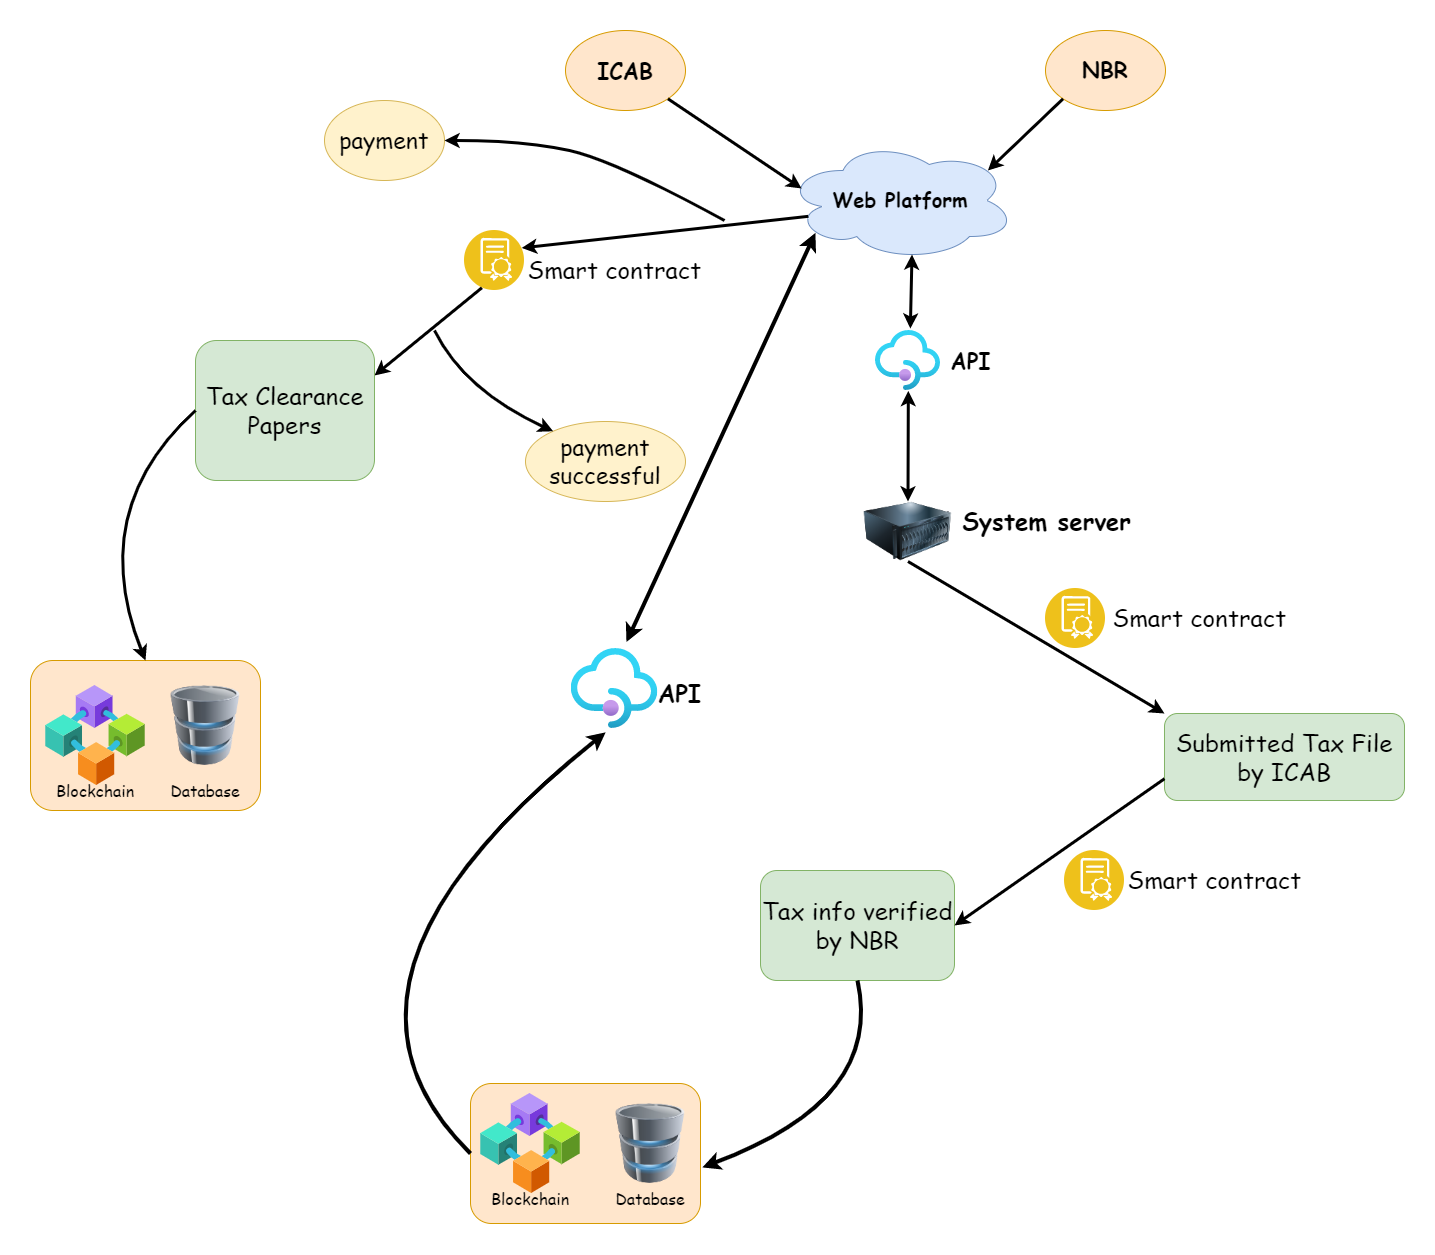 ICAB
NBR
payment
Web Platform
Smart contract
API
Tax Clearance
Papers
payment
successful
System server
Smart contract
API
Submitted Tax File
by ICAB
Blockchain
Database
Smart contract
Tax info verified
by NBR
Blockchain
Database